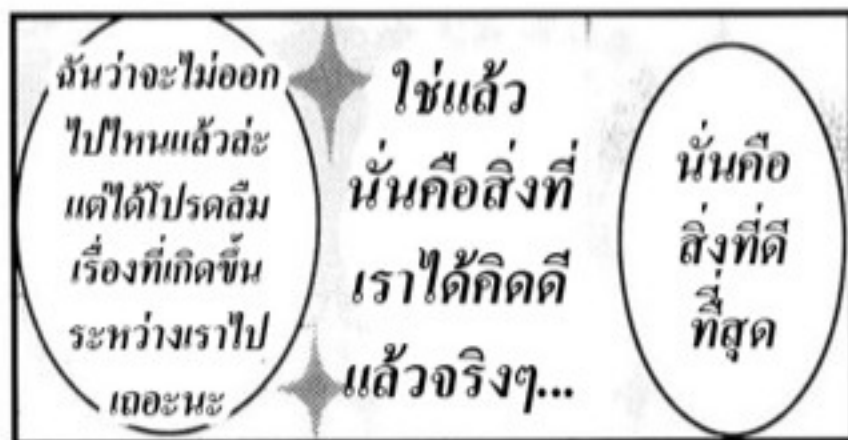 ฉันว่าจะไม่ออก
ไปไหนแล้วล่ะ
แต่ได้โปรดลืม
เรื่องที่เกิดขึ้น
ระหว่างเราไป
เถอะนะ
ใช่แล้ว
นั่นคือสิ่งที่
เราได้คิดดี
แล้วจริงๆ...
นั่นคือ
สิ่งที่ดี
ที่สุด